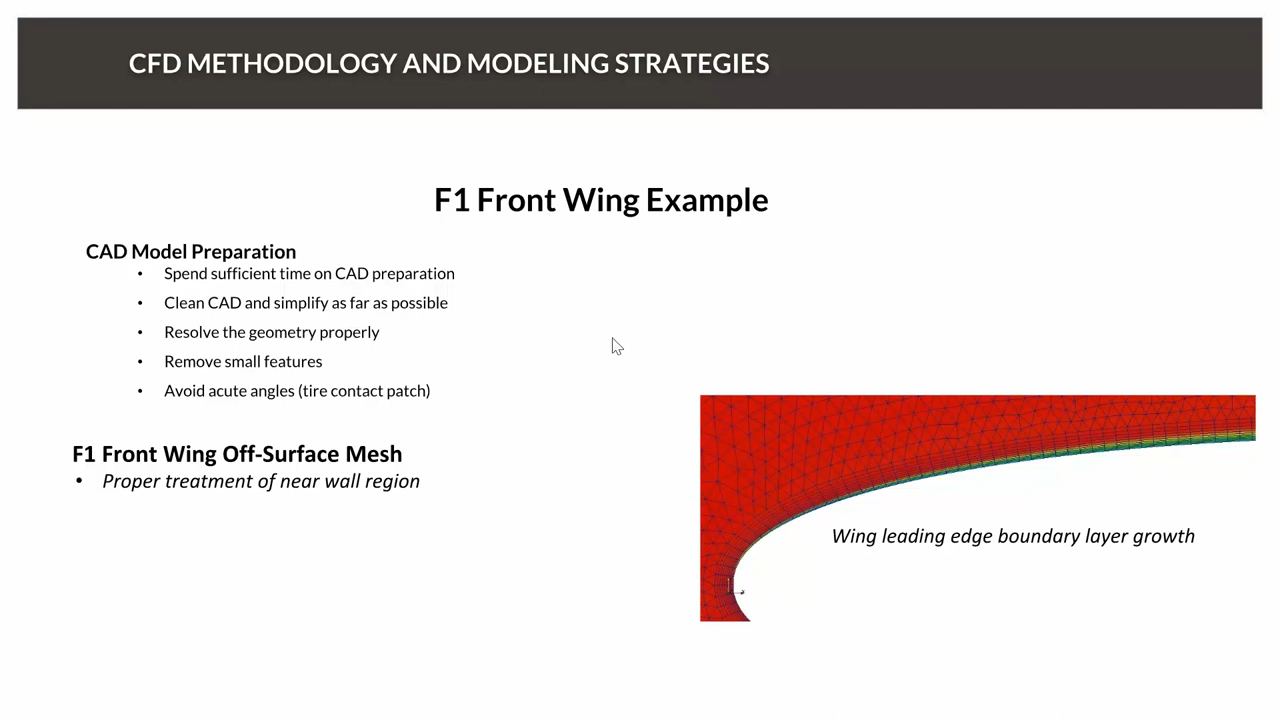 CFD METHODOLOGY AND MODELING STRATEGIES
F1 Front Wing Example
CAD Model Preparation
• Spend sufficient time on CAD preparation
• Clean CAD and simplify as far as possible
• Resolve the geometry properly
• Remove small features
• Avoid acute angles (tire contact patch)
F1 Front Wing Off-Surface Mesh
• Proper treatment of near wall region
Wing leading edge boundary layer growth